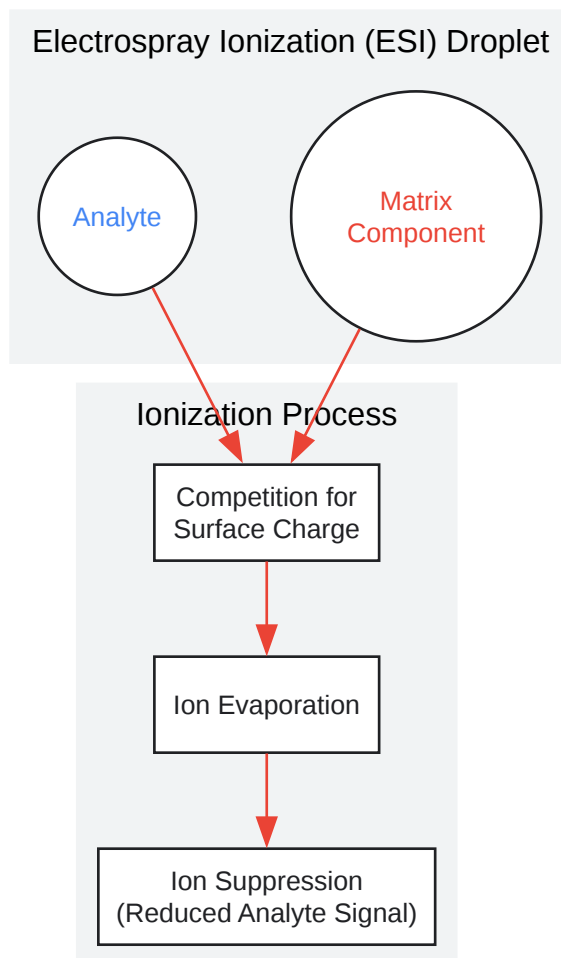 Electrospray Ionization (ESI) Droplet
Analyte
Matrix
Component
Ionization Process
Competition for
Surface Charge
Ion Evaporation
Ion Suppression
(Reduced Analyte Signal)